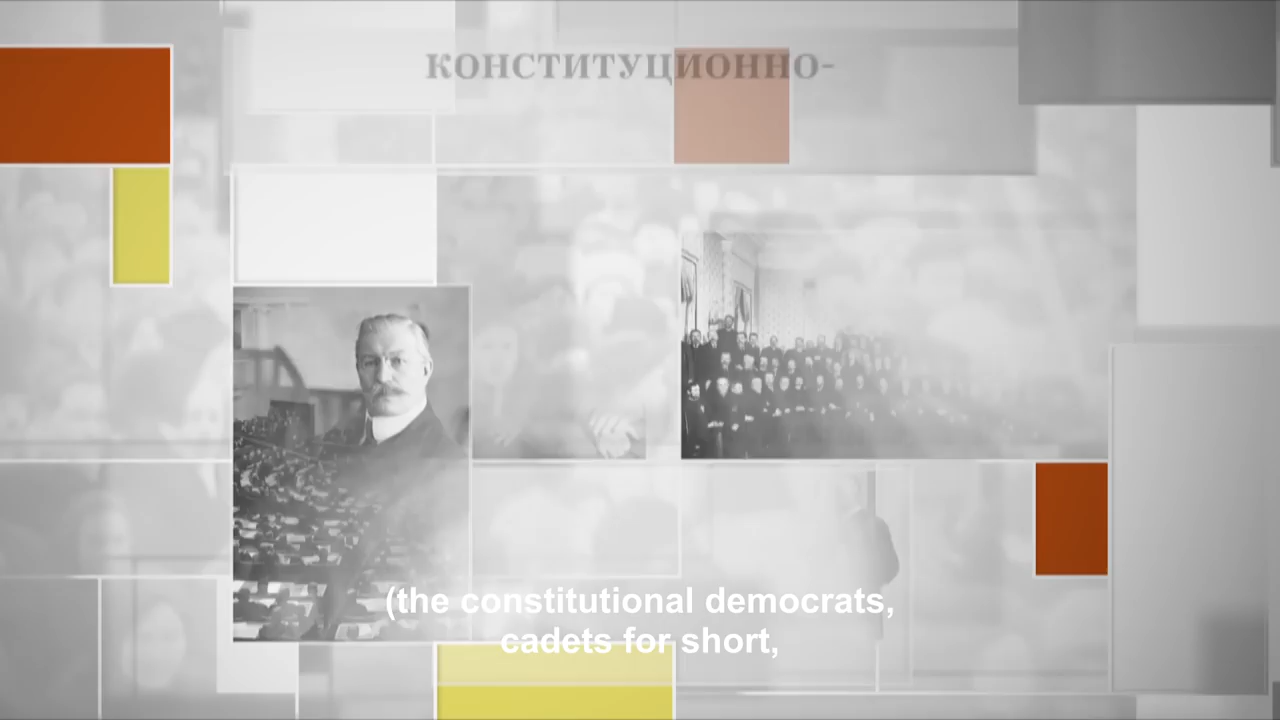 КОНСТИТУЦИОННО-
(the constitutional democrats,
cadets for short,